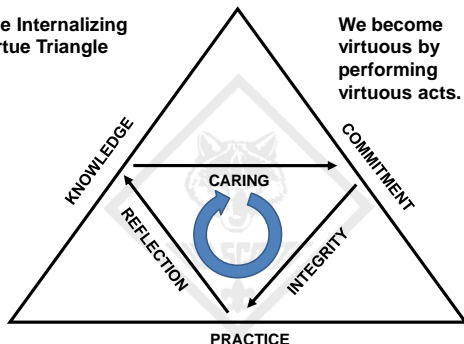 e Internalizing
rtue Triangle
We become
virtuous by
performing
virtuous acts.
KNOWLEDGE
COMMITMENT
CARING
REFLECTION
INTEGRITY
PRACTICE